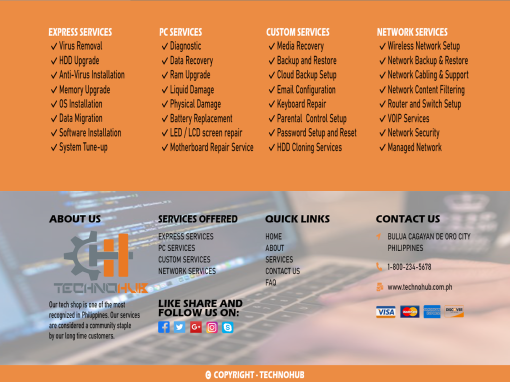 EXPRESS SERVICES
✓ Virus Removal
✓ HDD Upgrade
✓ Anti-Virus Installation
✓ Memory Upgrade
✓ OS Installation
✓ Data Migration
✓ Software Installation
✓ System Tune-up
PC SERVICES
✓ Diagnostic
✓ Data Recovery
✓ Ram Upgrade
✓ Liquid Damage
✓ Physical Damage
✓ Battery Replacement
✓ LED / LCD screen repair
✓ Motherboard Repair Service
CUSTOM SERVICES
✓ Media Recovery
✓ Backup and Restore
✓ Cloud Backup Setup
✓ Email Configuration
✓ Keyboard Repair
✓ Parental Control Setup
✓ Password Setup and Reset
✓ HDD Cloning Services
NETWORK SERVICES
✓ Wireless Network Setup
✓ Network Backup & Restore
✓ Network Cabling & Support
✓ Network Content Filtering
✓ Router and Switch Setup
✓ VOIP Services
✓ Network Security
✓ Managed Network
ABOUT US
TECHNOHUB
Our tech shop is one of the most
recognized in Philippines. Our services
are considered a community staple
by our long time customers.
SERVICES OFFERED
EXPRESS SERVICES
PC SERVICES
CUSTOM SERVICES
NETWORK SERVICES
LIKE SHARE AND
FOLLOW US ON:
QUICK LINKS
HOME
ABOUT
SERVICES
CONTACT US
FAQ
CONTACT US
BULUA CAGAYAN DE ORO CITY
PHILIPPINES
1-800-234-5678
www.technohub.com.ph
VISA
@ COPYRIGHT - TECHNOHUB